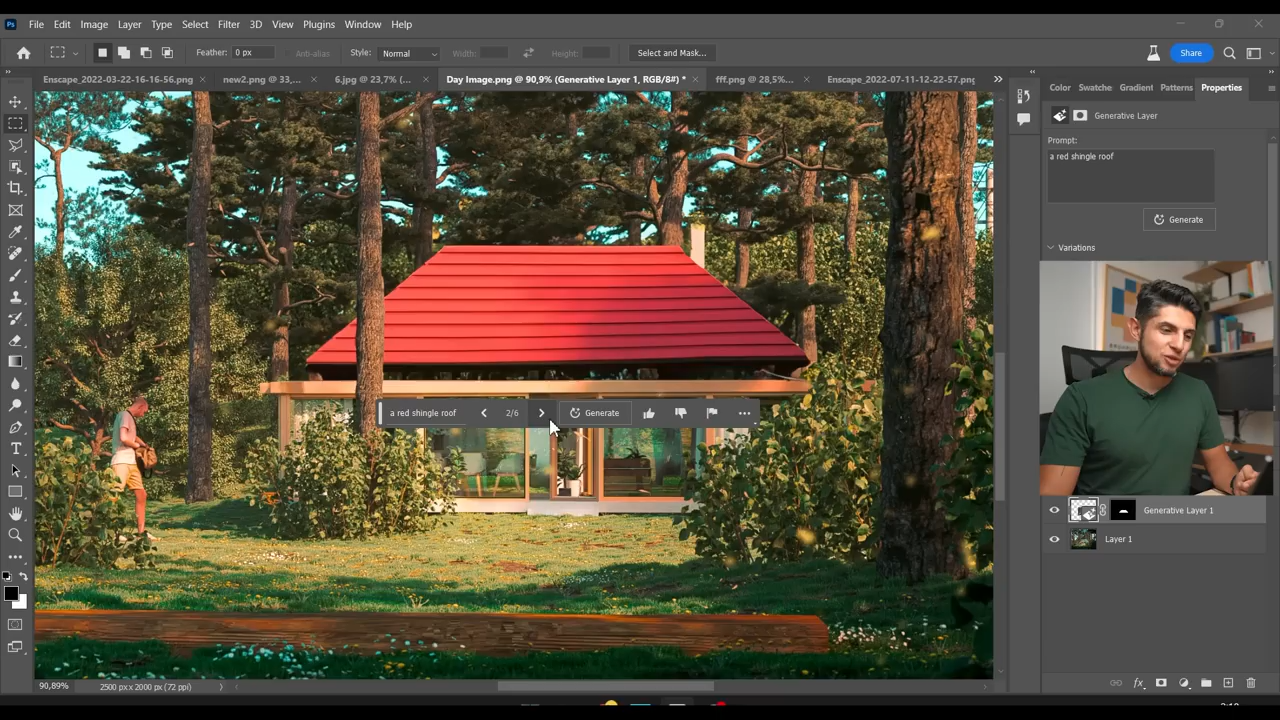 Ps File Edit Image Layer Type Select Filter 3D View Plugins Window Help
Feather: 0 px Anti-alias Style: Normal Width: Height: Select and Mask... Share
Enscape_2022-03-22-16-16-56.png × new2.png @ 33,... × 6.jpg @ 23,7% (... × Day Image.png @ 90,9% (Generative Layer 1, RGB/8#) * × fff.png @ 28,5%... × Enscape_2022-07-11-12-22-57.png
Color Swatche Gradient Patterns Properties
Generative Layer
Prompt:
a red shingle roof
Generate
Variations
a red shingle roof 2/6 Generate
Generative Layer 1
Layer 1
90,89% 2500 px x 2000 px (72 ppi)
fx